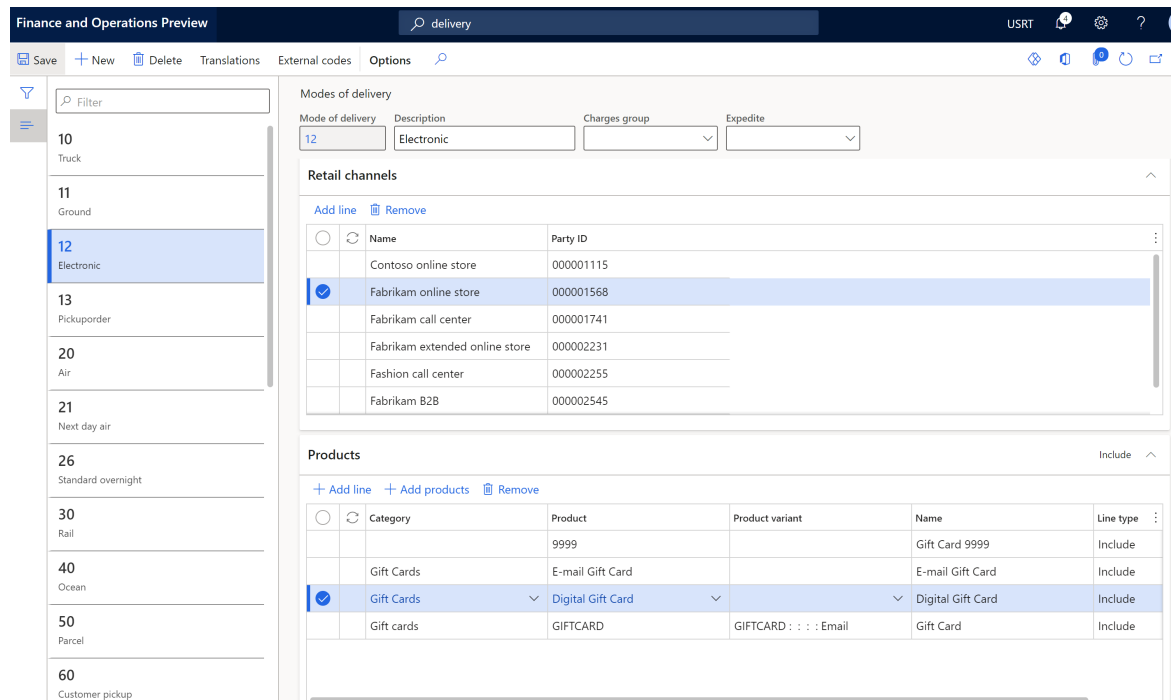 Finance and Operations Preview
delivery
USRT
4
?
Save
New
Delete
Translations
External codes
Options
0
Filter
10
Truck
11
Ground
12
Electronic
13
Pickuporder
20
Air
21
Next day air
26
Standard overnight
30
Rail
40
Ocean
50
Parcel
60
Customer pickup
Modes of delivery
Mode of delivery Description Charges group Expedite
12 Electronic
Retail channels
Add line Remove
Name Party ID
Contoso online store 000001115
Fabrikam online store 000001568
Fabrikam call center 000001741
Fabrikam extended online store 000002231
Fashion call center 000002255
Fabrikam B2B 000002545
Products Include
Add line Add products Remove
Category Product Product variant Name Line type
9999 Gift Card 9999 Include
Gift Cards E-mail Gift Card E-mail Gift Card Include
Gift Cards Digital Gift Card Digital Gift Card Include
Gift cards GIFTCARD GIFTCARD : : : : Email Gift Card Include